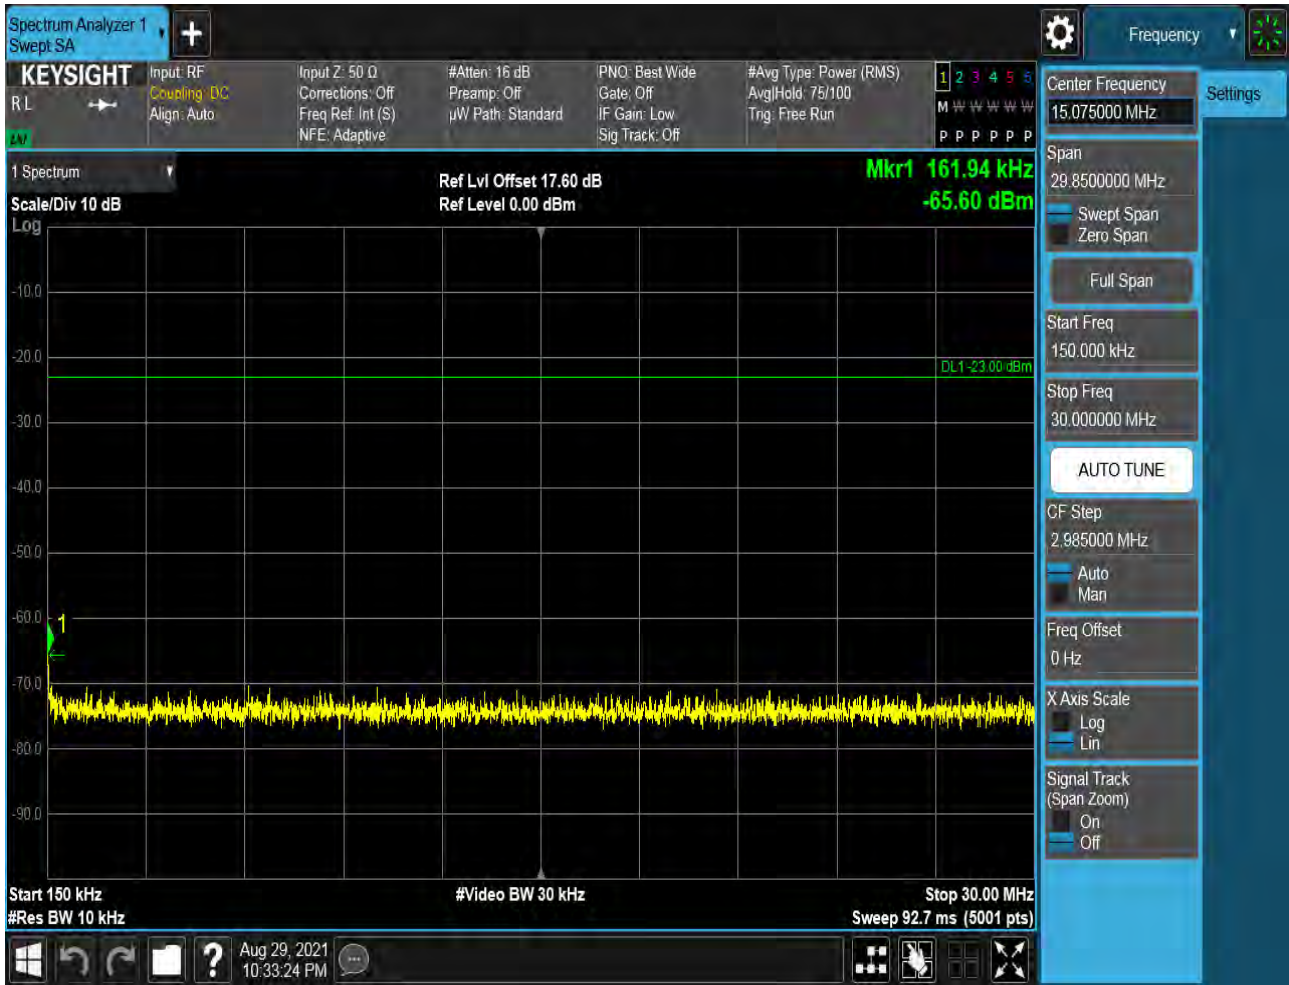 Spectrum Analyzer 1
Swept SA
Frequency
KEYSIGHT
R L
Input: RF
Coupling: DC
Align: Auto
Input Z: 50 Ω
Corrections: Off
Freq Ref: Int (S)
NFE: Adaptive
#Atten: 16 dB
Preamp: Off
µW Path: Standard
PNO: Best Wide
Gate: Off
IF Gain: Low
Sig Track: Off
#Avg Type: Power (RMS)
Avg|Hold: 75/100
Trig: Free Run
1 2 3 4 5 6
M W W W W W
P P P P P P
1 Spectrum
Scale/Div 10 dB
Log
Ref Lvl Offset 17.60 dB
Ref Level 0.00 dBm
Mkr1 161.94 kHz
-65.60 dBm
-10.0
-20.0
DL1 -23.00 dBm
-30.0
-40.0
-50.0
-60.0
1
-70.0
-80.0
-90.0
Start 150 kHz
#Res BW 10 kHz
#Video BW 30 kHz
Stop 30.00 MHz
Sweep 92.7 ms (5001 pts)
Center Frequency
15.075000 MHz
Settings
Span
29.8500000 MHz
Swept Span
Zero Span
Full Span
Start Freq
150.000 kHz
Stop Freq
30.000000 MHz
AUTO TUNE
CF Step
2.985000 MHz
Auto
Man
Freq Offset
0 Hz
X Axis Scale
Log
Lin
Signal Track
(Span Zoom)
On
Off
?
Aug 29, 2021
10:33:24 PM